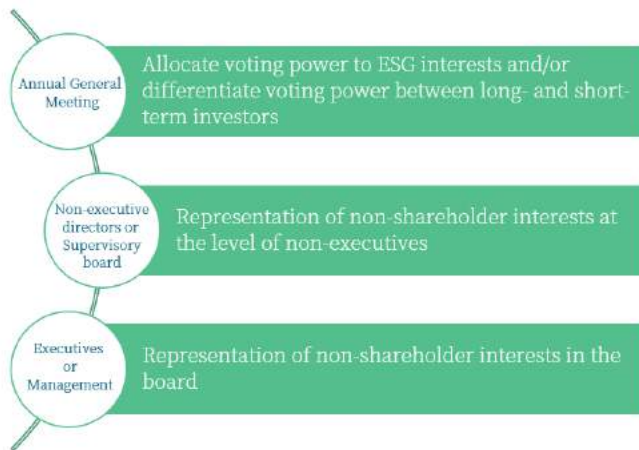 Annual General
Meeting
Allocate voting power to ESG interests and/or
differentiate voting power between long- and short-
term investors
Non-executive
directors or
Supervisory
board
Representation of non-shareholder interests at
the level of non-executives
Executives
or
Management
Representation of non-shareholder interests in the
board